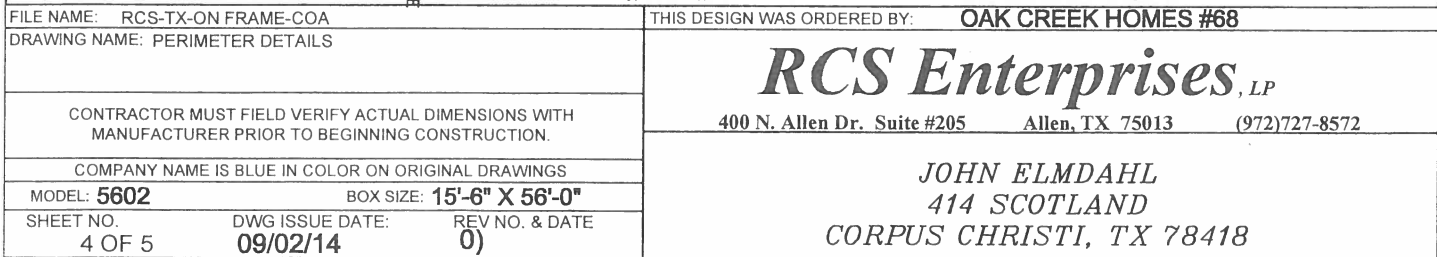 FILE NAME: RCS-TX-ON FRAME-COA
DRAWING NAME: PERIMETER DETAILS
CONTRACTOR MUST FIELD VERIFY ACTUAL DIMENSIONS WITH
MANUFACTURER PRIOR TO BEGINNING CONSTRUCTION.
COMPANY NAME IS BLUE IN COLOR ON ORIGINAL DRAWINGS
MODEL: 5602 BOX SIZE: 15'-6" X 56'-0"
SHEET NO. DWG ISSUE DATE: REV NO. & DATE
4 OF 5 09/02/14 0)
THIS DESIGN WAS ORDERED BY: OAK CREEK HOMES #68
RCS Enterprises, LP
400 N. Allen Dr. Suite #205 Allen, TX 75013 (972)727-8572
JOHN ELMDAHL
414 SCOTLAND
CORPUS CHRISTI, TX 78418